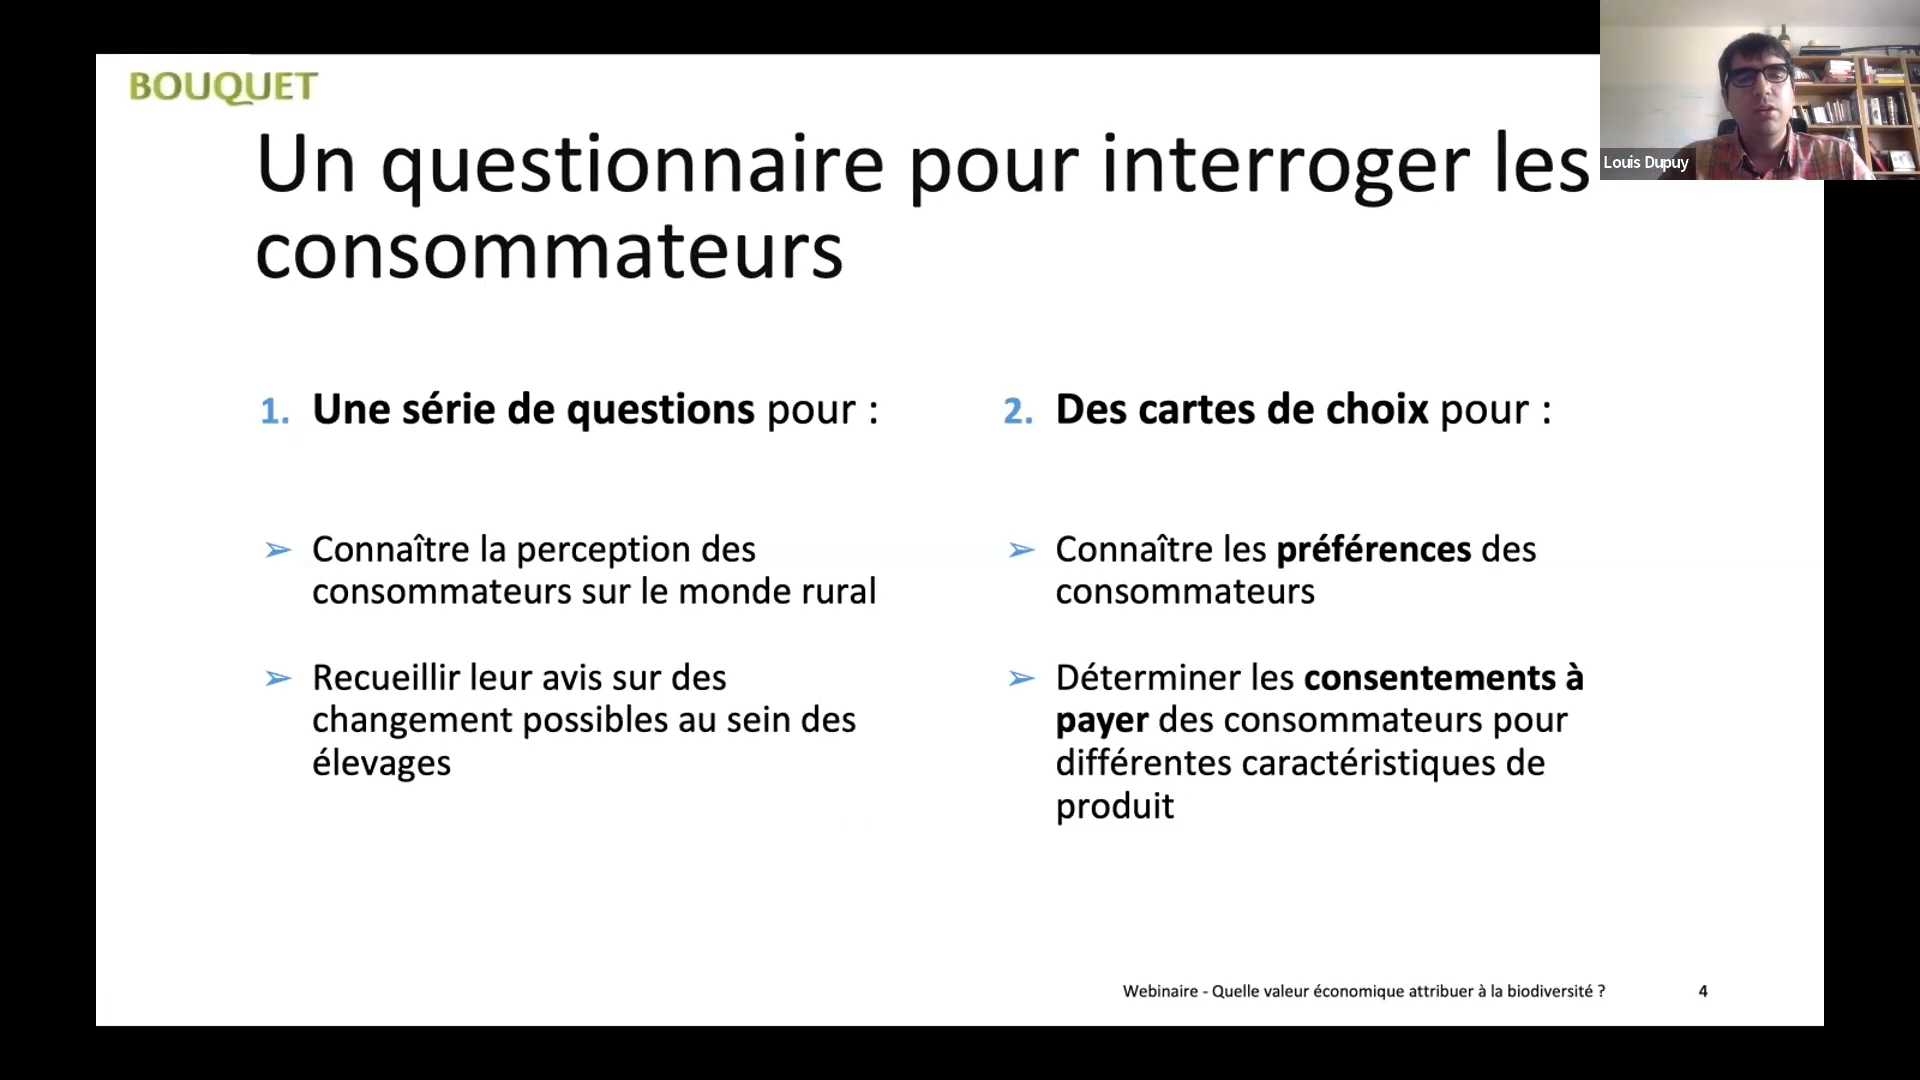 BOUQUET
Un questionnaire pour interroger les
consommateurs
Louis Dupuy
1. Une série de questions pour :
➢ Connaître la perception des
consommateurs sur le monde rural
➢ Recueillir leur avis sur des
changement possibles au sein des
élevages
2. Des cartes de choix pour :
➢ Connaître les préférences des
consommateurs
➢ Déterminer les consentements à
payer des consommateurs pour
différentes caractéristiques de
produit
Webinaire - Quelle valeur économique attribuer à la biodiversité ?
4